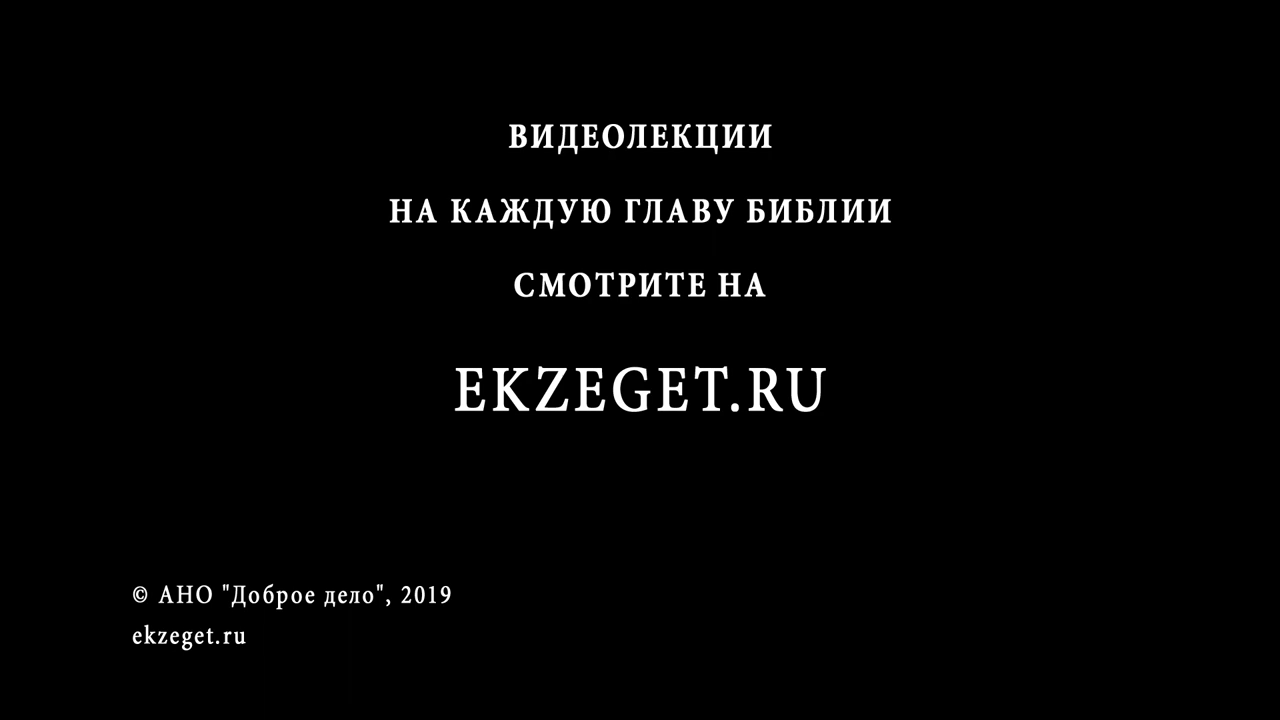 ВИДЕОЛЕКЦИИ
НА КАЖДУЮ ГЛАВУ БИБЛИИ
СМОТРИТЕ НА
EKZEGET.RU
© АНО "Доброе дело", 2019
ekzeget.ru